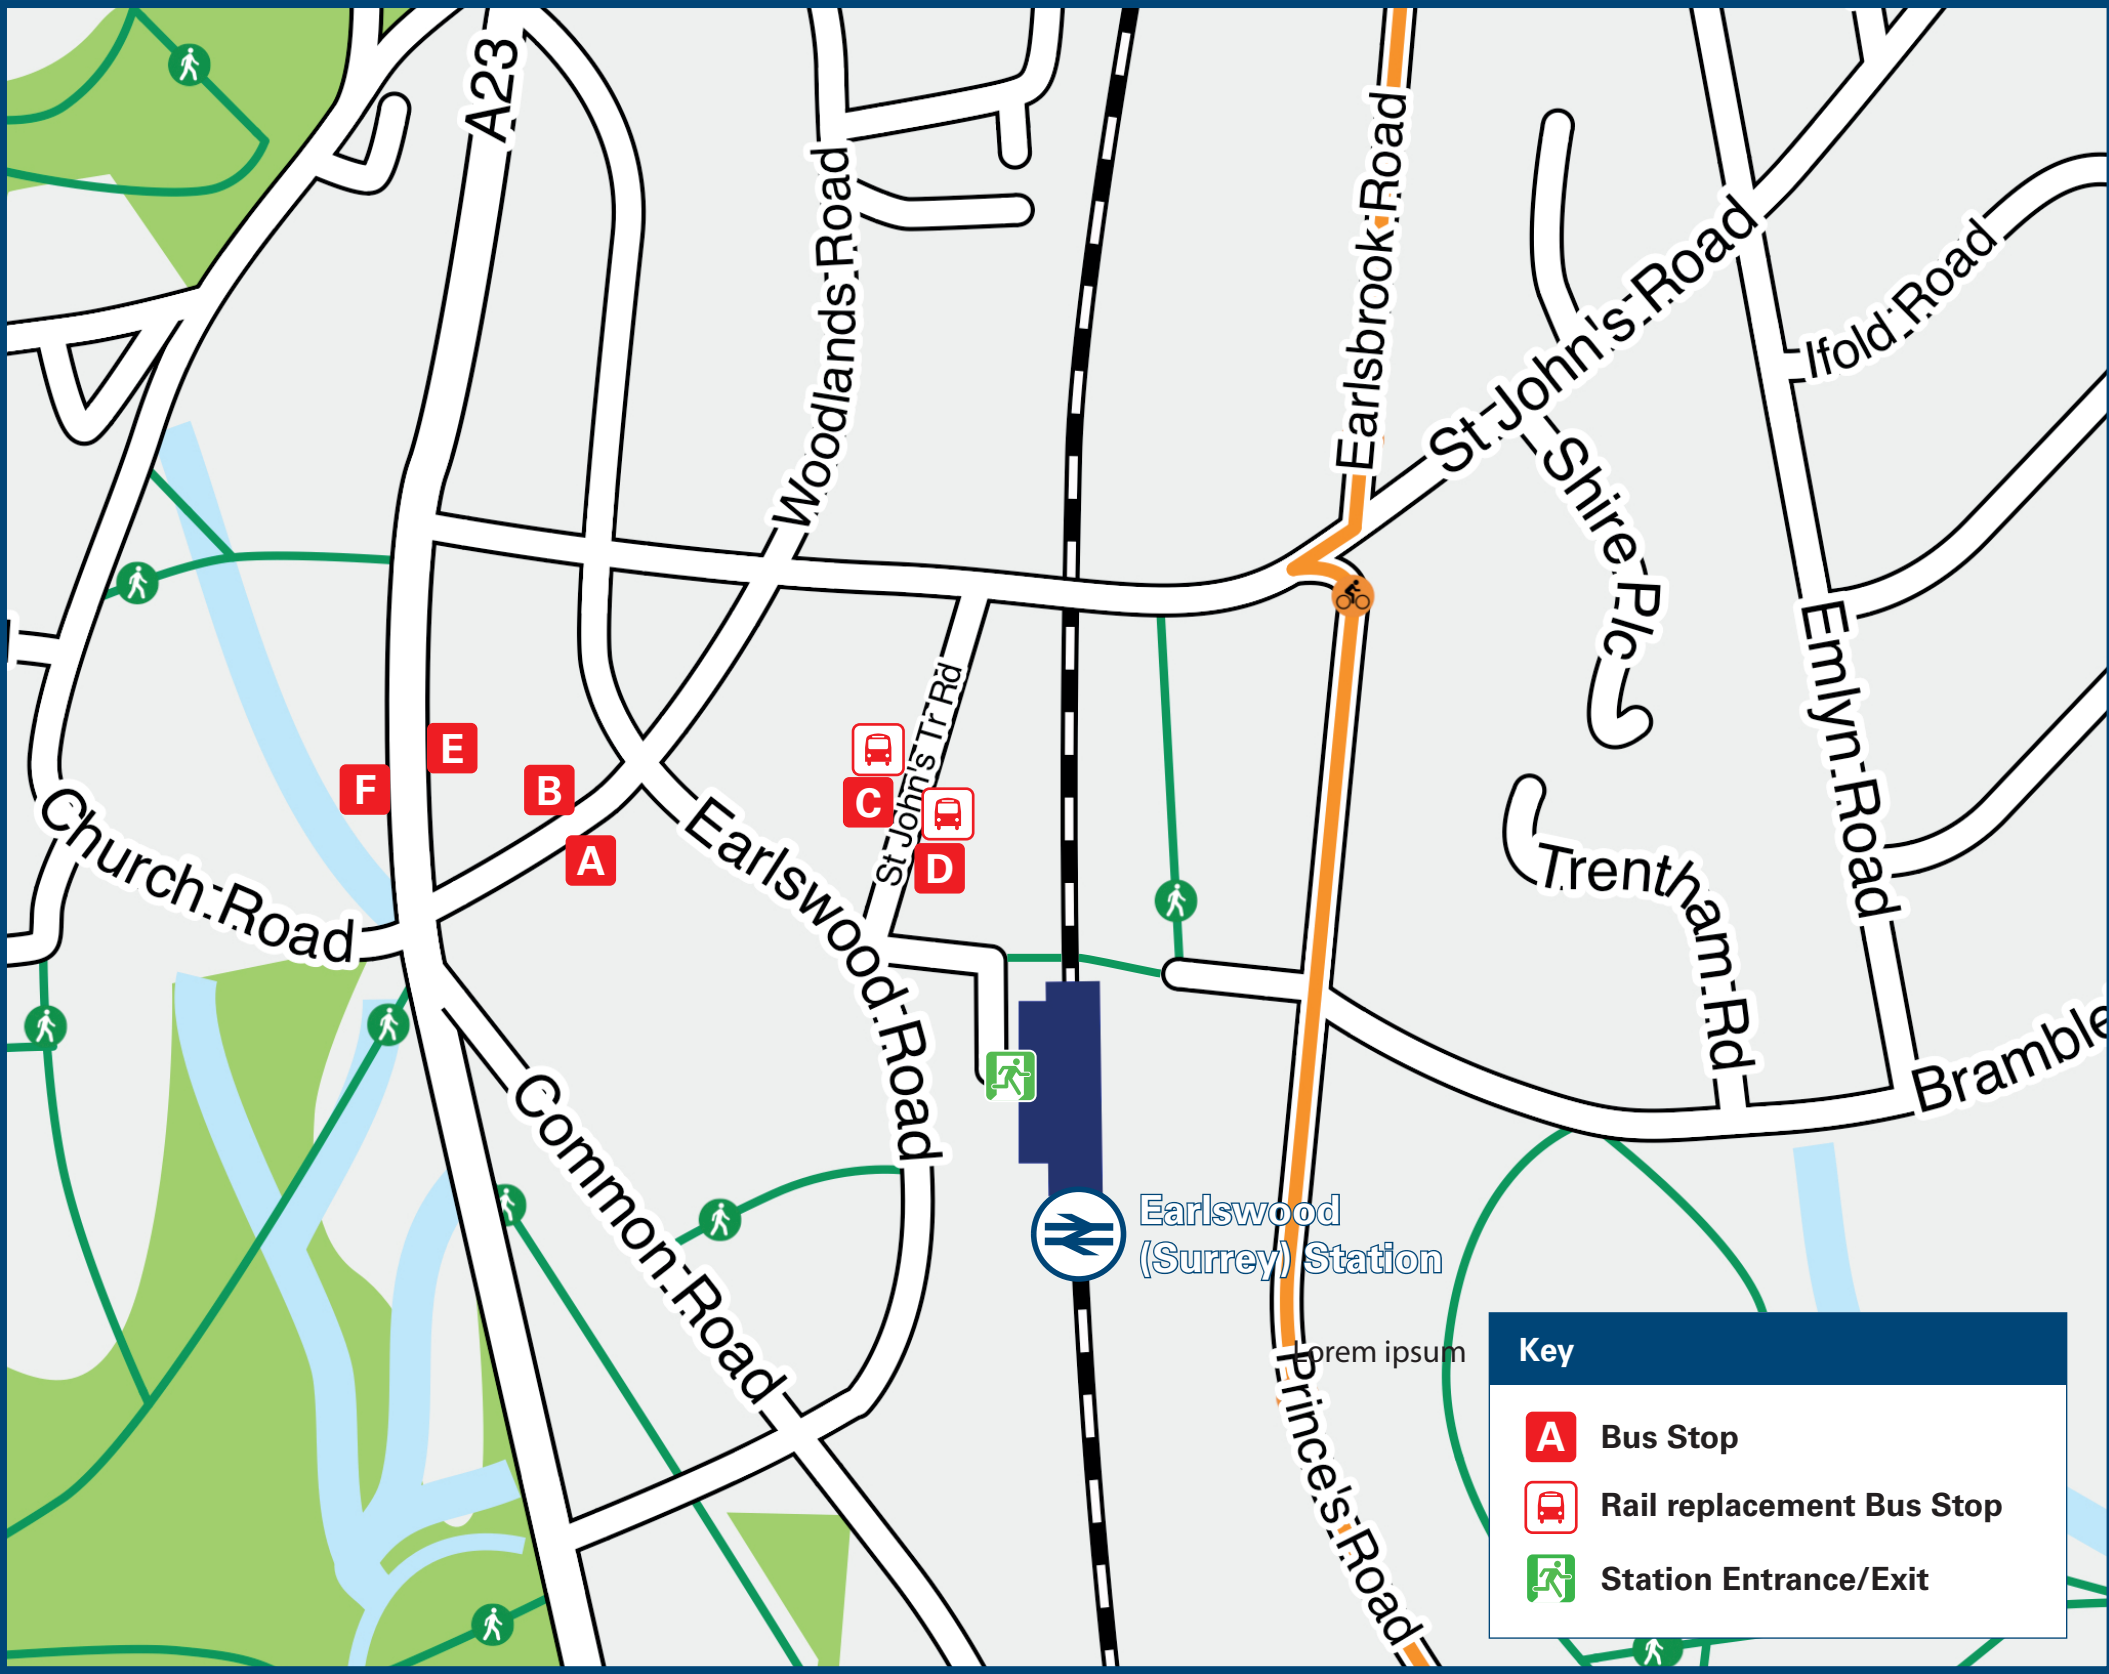 A23
Woodlands Road
Earlsbrook Road
St John's Road
Ifold Road
Shire Plc
Emlyn Road
St John's Tr Rd
E
F
B
A
C
D
Church Road
Earlswood Road
Trentham Rd
Bramble
Common Road
Earlswood
(Surrey) Station
Lorem ipsum
Prince's Road
Key
A Bus Stop
Rail replacement Bus Stop
Station Entrance/Exit